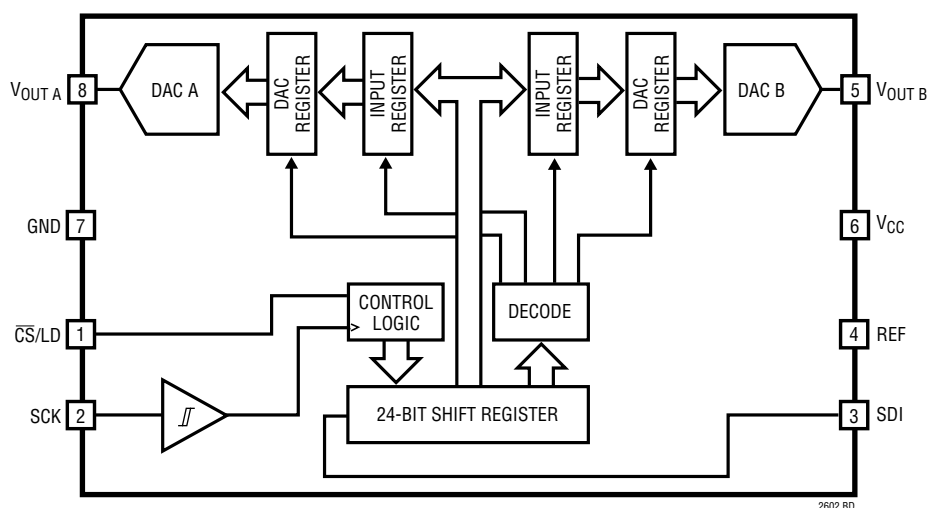 VOUT A
8
DAC A
DAC
REGISTER
INPUT
REGISTER
INPUT
REGISTER
DAC
REGISTER
DAC B
5
VOUT B
GND
7
6
VCC
C̅S̅/LD
1
CONTROL
LOGIC
>
DECODE
4
REF
SCK
2
24-BIT SHIFT REGISTER
3
SDI
2602 BD